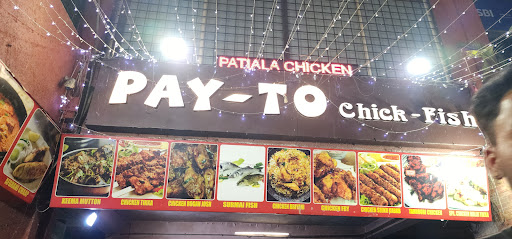 SBI
PATIALA CHICKEN
PAY-TO Chick-Fish
KEEMA MUTTON
CHICKEN TIKKA
CHICKEN ROGAN JOSH
SURMAI FISH
CHICKEN BIRYANI
CHICKEN FRY
CHICKEN SEEKH KABAB
TANDOORI CHICKEN